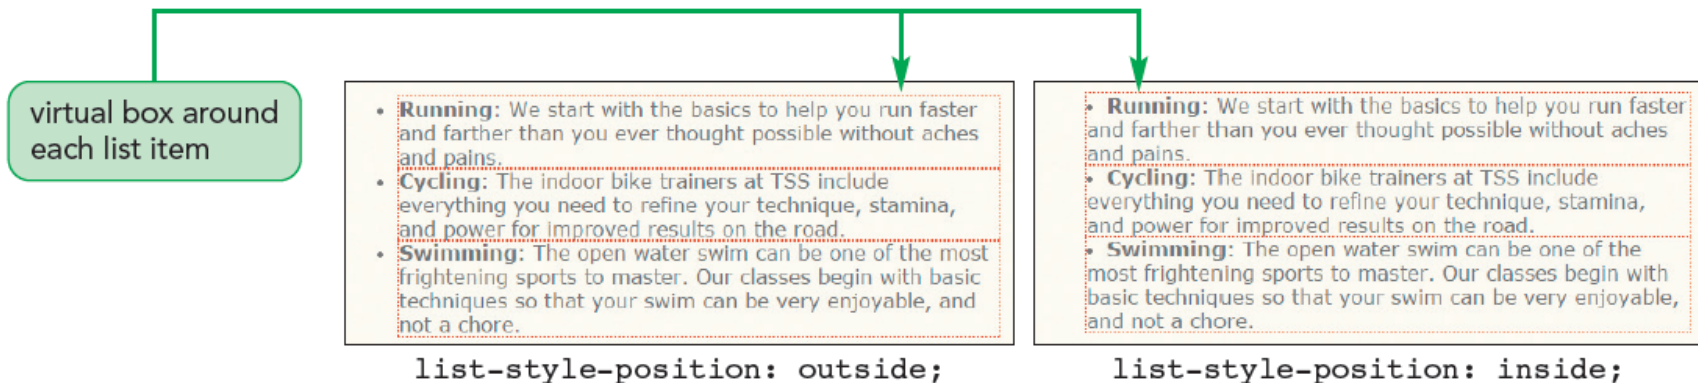 virtual box around
each list item
• Running: We start with the basics to help you run faster
and farther than you ever thought possible without aches
and pains.
• Cycling: The indoor bike trainers at TSS include
everything you need to refine your technique, stamina,
and power for improved results on the road.
• Swimming: The open water swim can be one of the most
frightening sports to master. Our classes begin with basic
techniques so that your swim can be very enjoyable, and
not a chore.
list-style-position: outside;
• Running: We start with the basics to help you run faster
and farther than you ever thought possible without aches
and pains.
• Cycling: The indoor bike trainers at TSS include
everything you need to refine your technique, stamina,
and power for improved results on the road.
• Swimming: The open water swim can be one of the
most frightening sports to master. Our classes begin with
basic techniques so that your swim can be very enjoyable,
and not a chore.
list-style-position: inside;